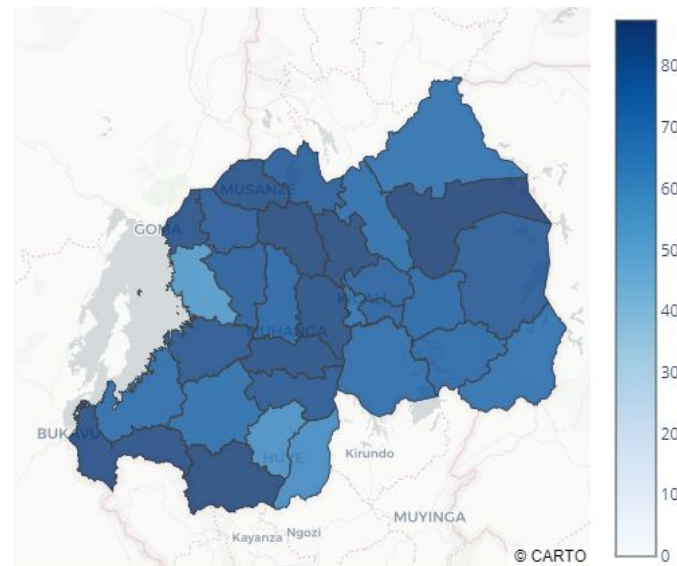 MUSANZE
GOMA
KIGALI
MUHANGA
BUKAVU
HUYE
Kirundo
MUYINGA
Kayanza
Ngozi
© CARTO
80
70
60
50
40
30
20
10
0